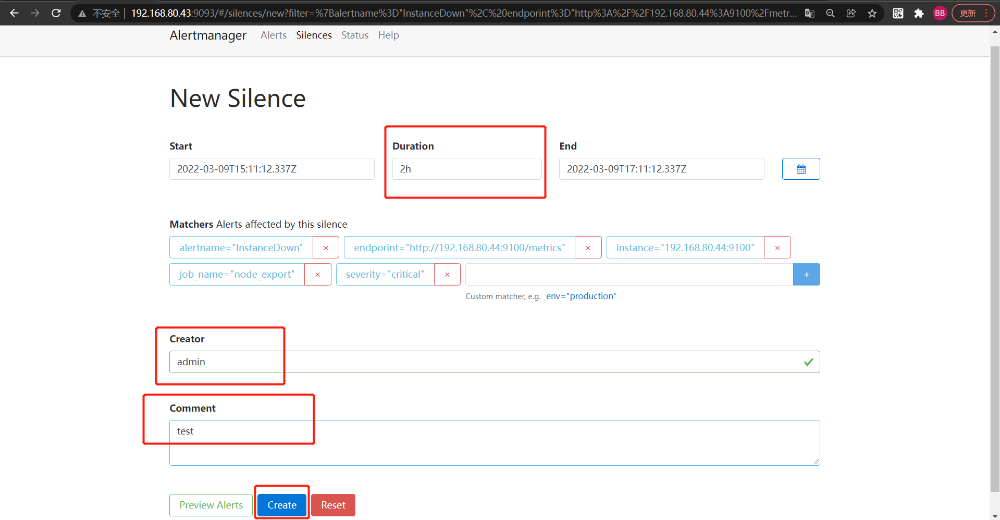 不安全 | 192.168.80.43:9093/#/silences/new?filter=%7Balertname%3D"InstanceDown"%2C%20endporint%3D"http%3A%2F%2F192.168.80.44%3A9100%2Fmetr... BB 更新
Alertmanager Alerts Silences Status Help
New Silence
Start Duration End
2022-03-09T15:11:12.337Z 2h 2022-03-09T17:11:12.337Z
Matchers Alerts affected by this silence
alertname="InstanceDown" × endporint="http://192.168.80.44:9100/metrics" × instance="192.168.80.44:9100" ×
job_name="node_export" × severity="critical" × +
Custom matcher, e.g. env="production"
Creator
admin
Comment
test
Preview Alerts Create Reset